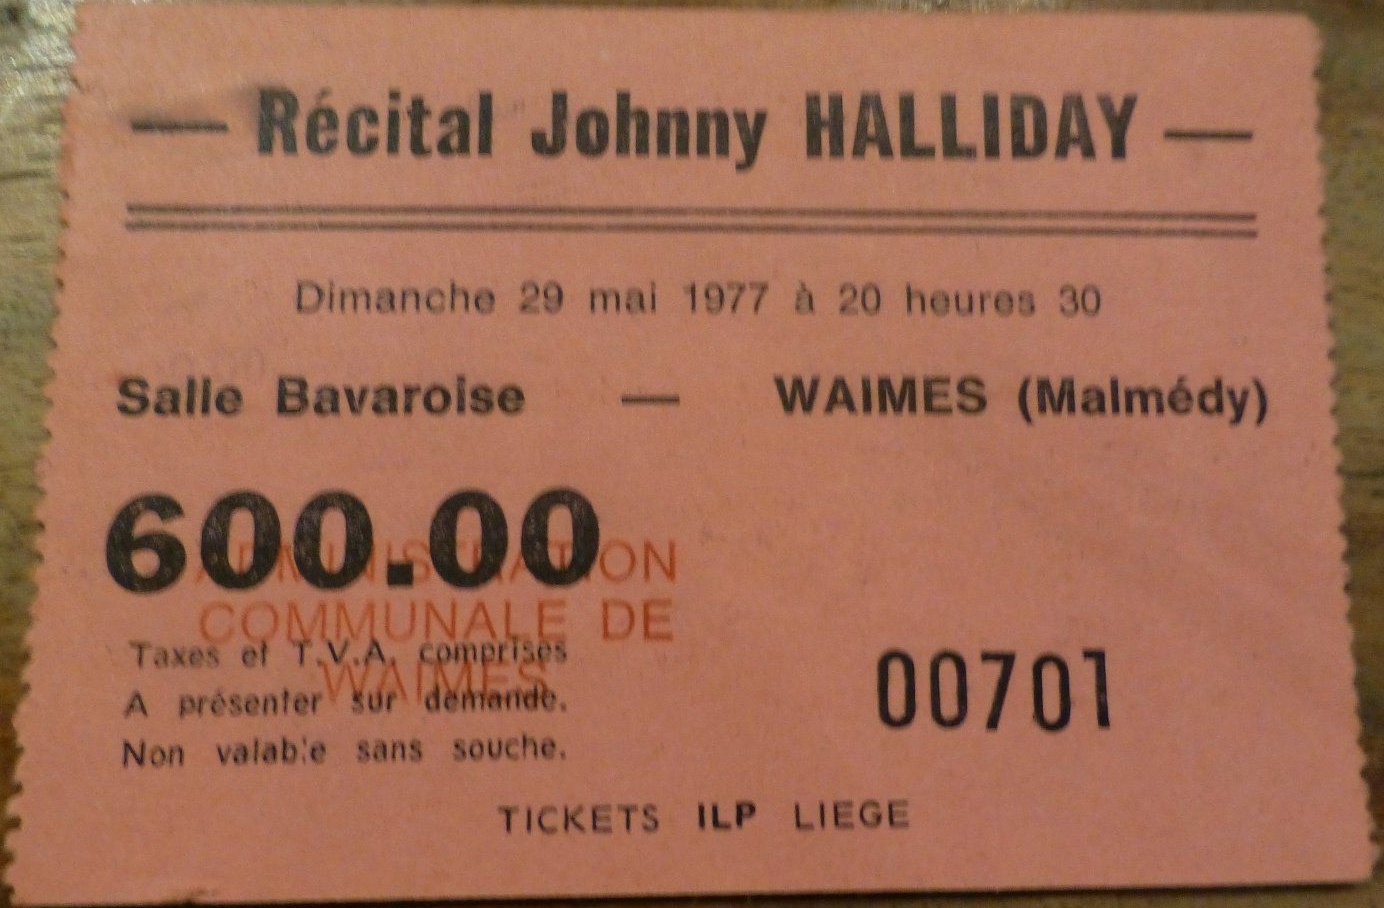 — Récital Johnny HALLIDAY —
Dimanche 29 mai 1977 à 20 heures 30
Salle Bavaroise — WAIMES (Malmédy)
600.00
ADMINISTRATION
COMMUNALE DE
WAIMES
Taxes et T.V.A. comprises
A présenter sur demande.
Non valable sans souche.
00701
TICKETS ILP LIEGE